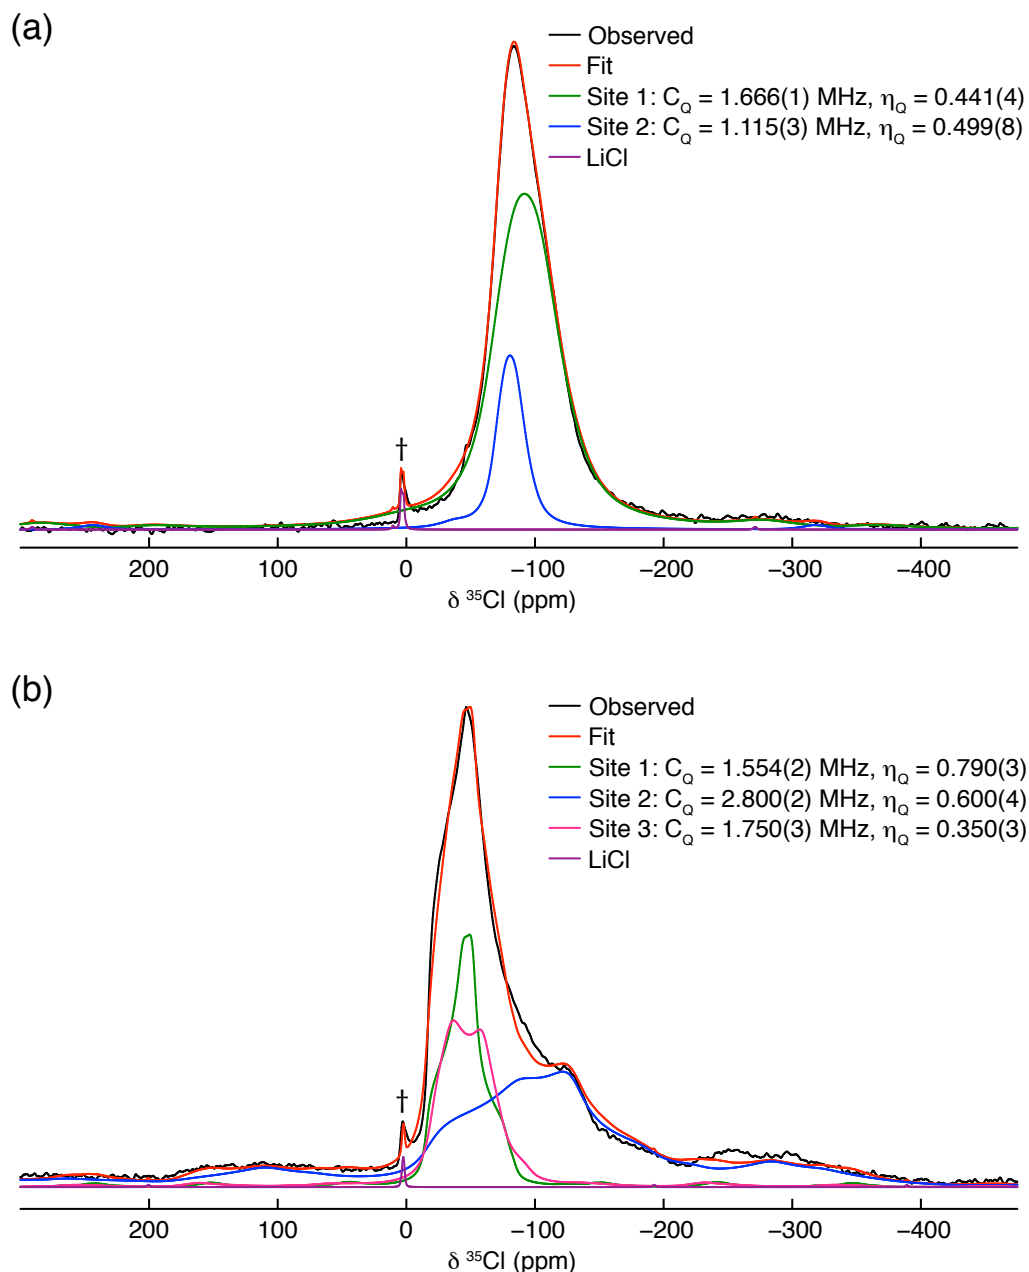 (a)
Observed
Fit
Site 1: C_Q = 1.666(1) MHz, η_Q = 0.441(4)
Site 2: C_Q = 1.115(3) MHz, η_Q = 0.499(8)
LiCl
†
200 100 0 −100 −200 −300 −400
δ ³⁵Cl (ppm)
(b)
Observed
Fit
Site 1: C_Q = 1.554(2) MHz, η_Q = 0.790(3)
Site 2: C_Q = 2.800(2) MHz, η_Q = 0.600(4)
Site 3: C_Q = 1.750(3) MHz, η_Q = 0.350(3)
LiCl
†
200 100 0 −100 −200 −300 −400
δ ³⁵Cl (ppm)